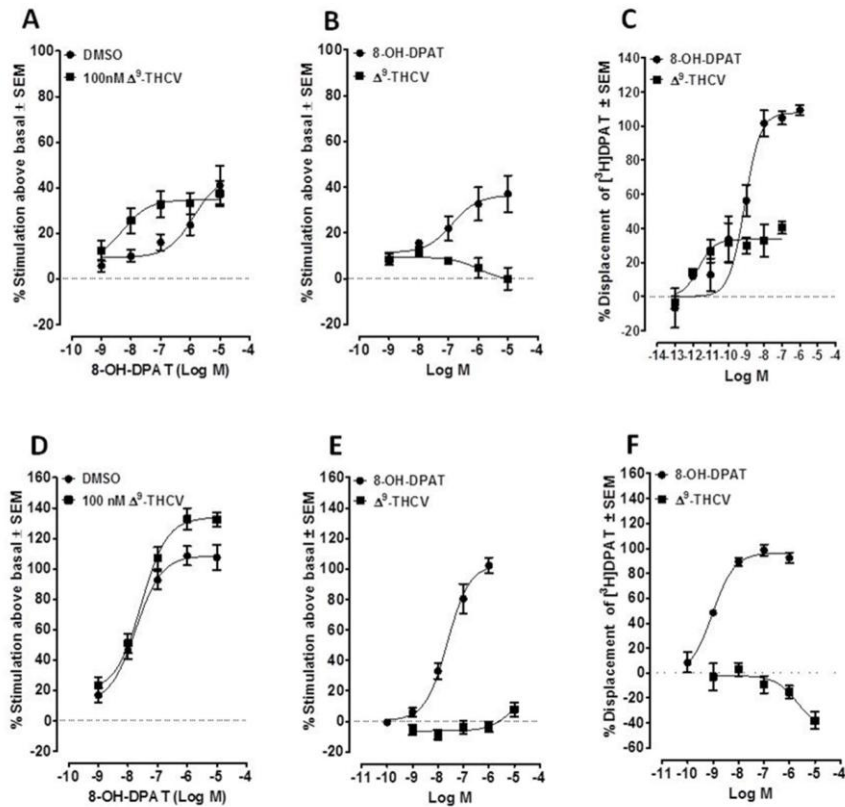 A
DMSO
100nM Δ⁹-THCV
% Stimulation above basal ± SEM
100
80
60
40
20
0
-20
-10 -9 -8 -7 -6 -5 -4
8-OH-DPAT (Log M)
B
8-OH-DPAT
Δ⁹-THCV
% Stimulation above basal ± SEM
100
80
60
40
20
0
-20
-10 -9 -8 -7 -6 -5 -4
Log M
C
8-OH-DPAT
Δ⁹-THCV
% Displacement of [³H]DPAT ± SEM
140
120
100
80
60
40
20
0
-20
-14 -13 -12 -11 -10 -9 -8 -7 -6 -5 -4
Log M
D
DMSO
100 nM Δ⁹-THCV
% Stimulation above basal ± SEM
160
140
120
100
80
60
40
20
0
-20
-10 -9 -8 -7 -6 -5 -4
8-OH-DPAT (Log M)
E
8-OH-DPAT
Δ⁹-THCV
% Stimulation above basal ± SEM
160
140
120
100
80
60
40
20
0
-20
-11 -10 -9 -8 -7 -6 -5 -4
Log M
F
8-OH-DPAT
Δ⁹-THCV
% Displacement of [³H]DPAT ± SEM
160
140
120
100
80
60
40
20
0
-20
-40
-60
-11 -10 -9 -8 -7 -6 -5 -4
Log M